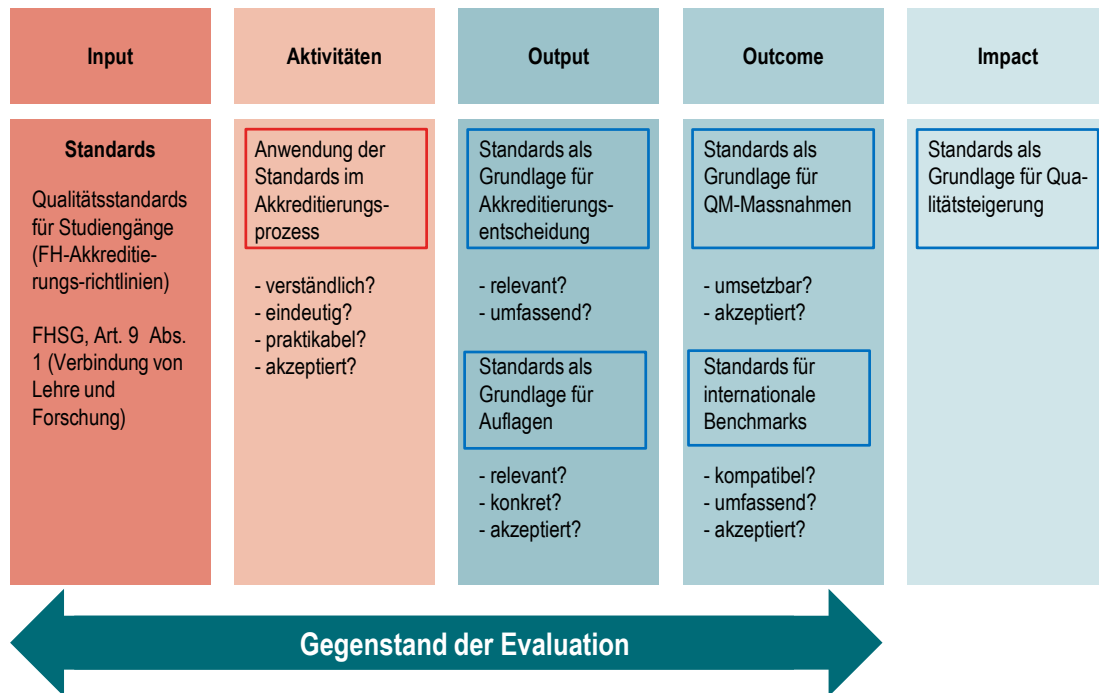 Input
Aktivitäten
Output
Outcome
Impact
Standards
Qualitätsstandards
für Studiengänge
(FH-Akkreditie-
rungs-richtlinien)
FHSG, Art. 9 Abs.
1 (Verbindung von
Lehre und
Forschung)
Anwendung der
Standards im
Akkreditierungs-
prozess
- verständlich?
- eindeutig?
- praktikabel?
- akzeptiert?
Standards als
Grundlage für
Akkreditierungs-
entscheidung
- relevant?
- umfassend?
Standards als
Grundlage für
Auflagen
- relevant?
- konkret?
- akzeptiert?
Standards als
Grundlage für
QM-Massnahmen
- umsetzbar?
- akzeptiert?
Standards für
internationale
Benchmarks
- kompatibel?
- umfassend?
- akzeptiert?
Standards als
Grundlage für Qua-
litätsteigerung
Gegenstand der Evaluation